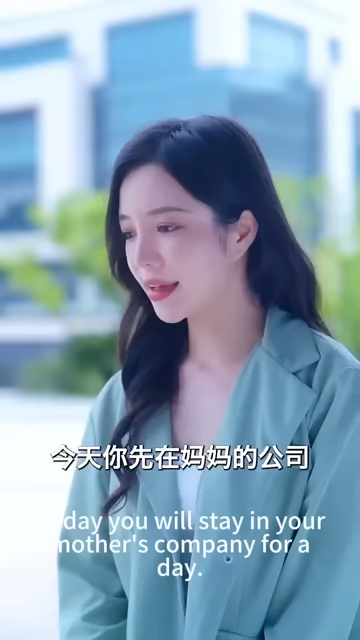 今天你先在妈妈的公司
day you will stay in your
mother's company for a
day.